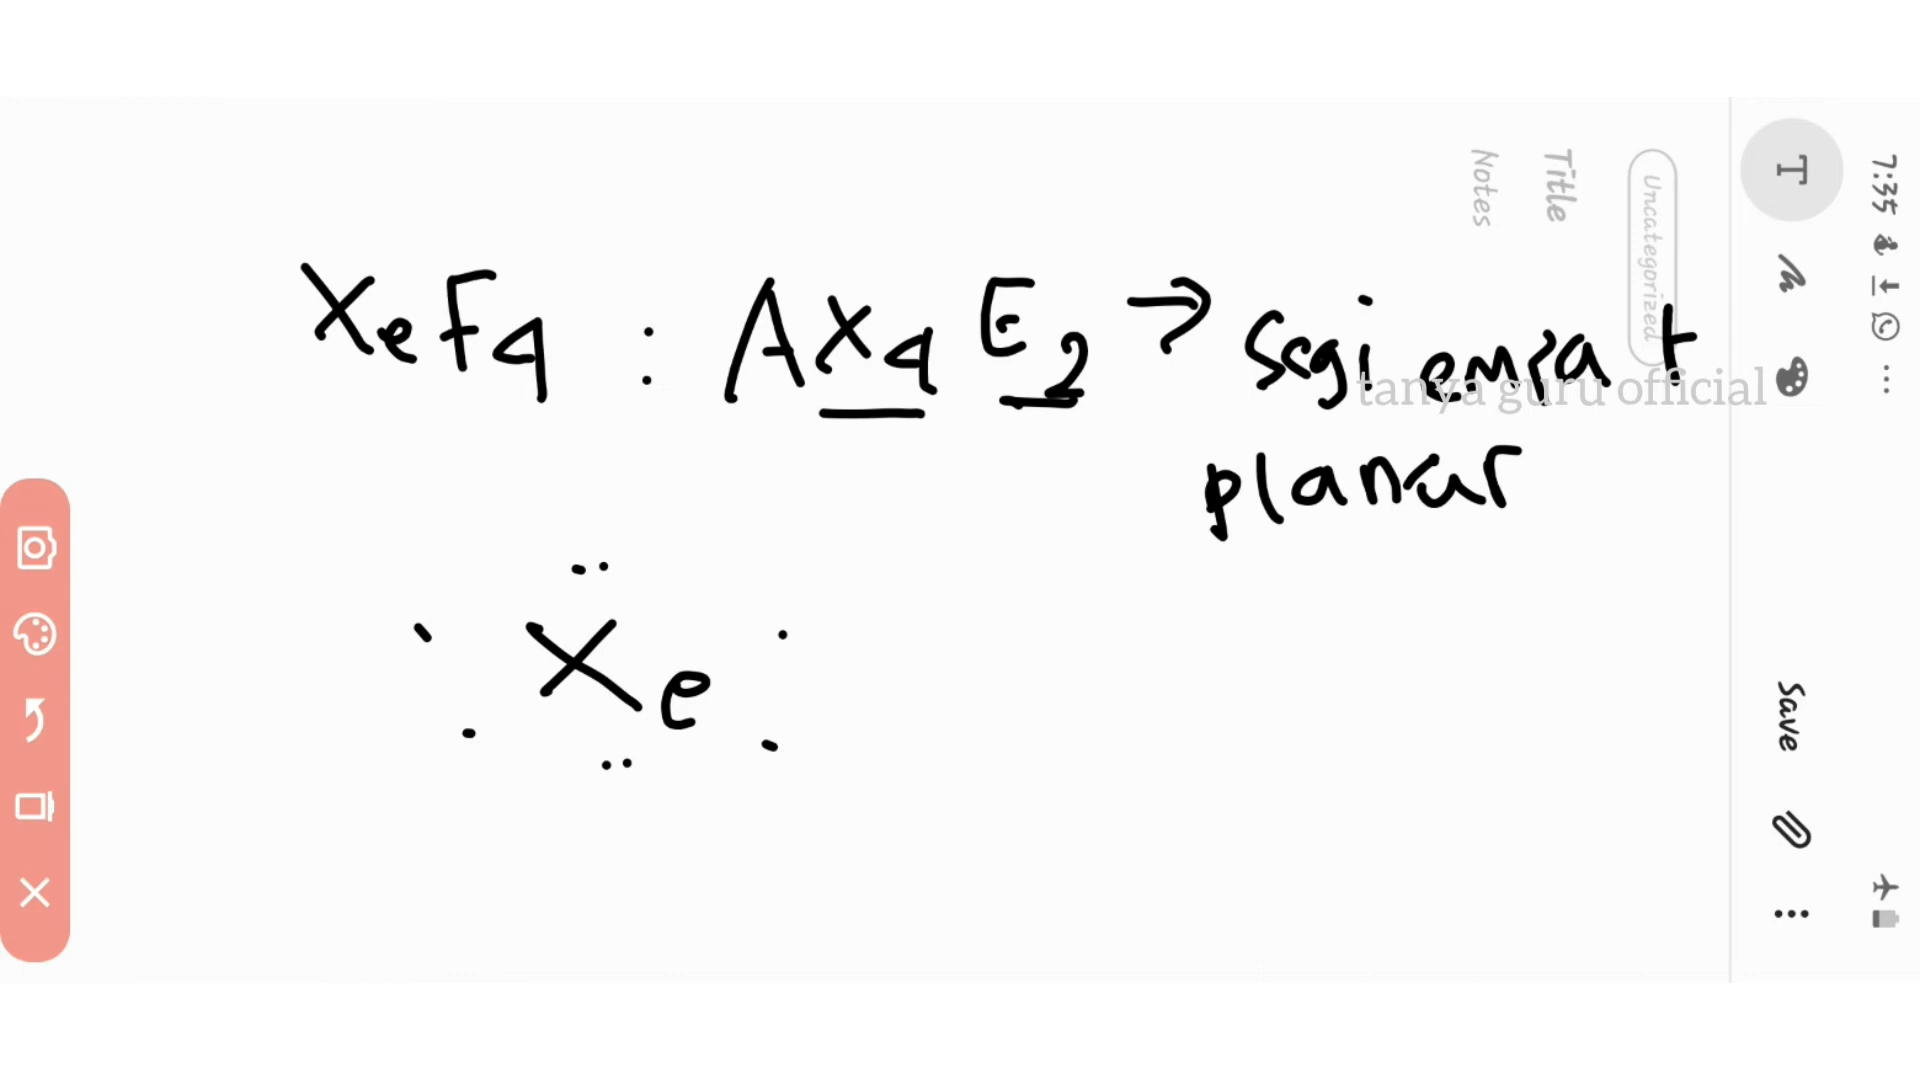 XeF4 : AX4E2 → segi empat
planar
Xe
tanya guru official
Uncategorized
Title
Notes
T
7:35
Save